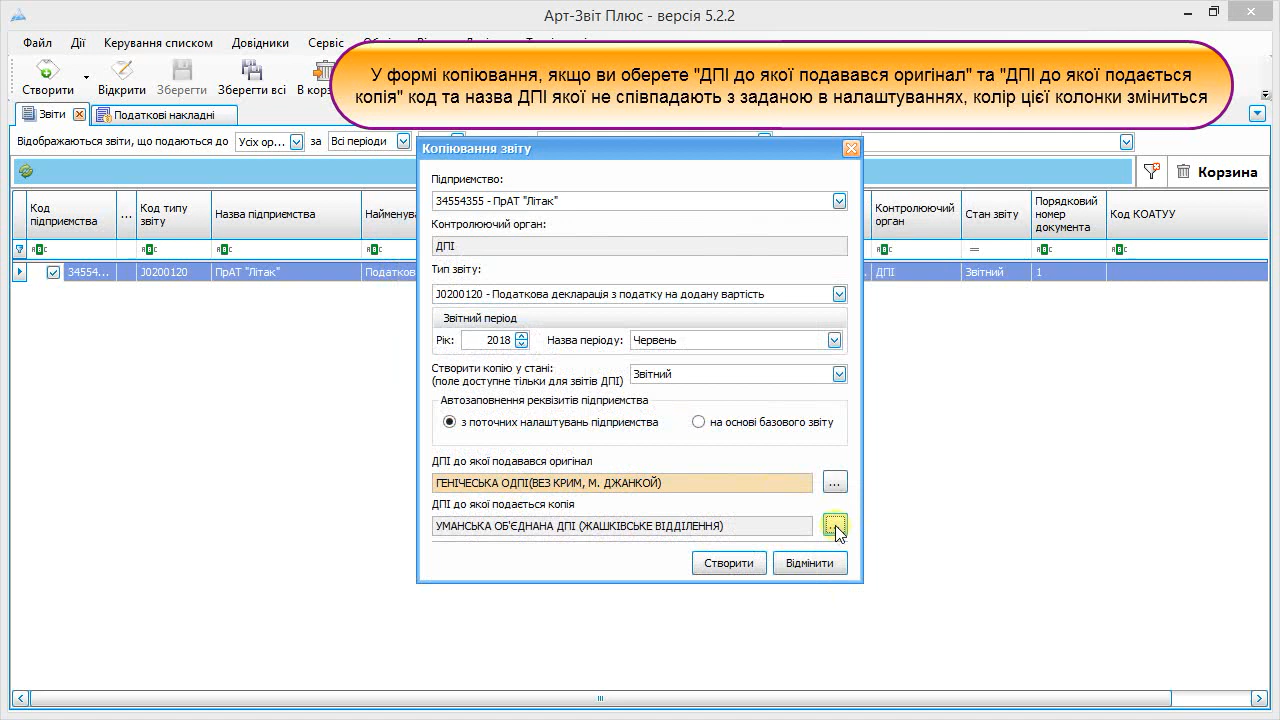 Арт-Звіт Плюс - версія 5.2.2
Файл Дії Керування списком Довідники Сервіс
У формі копіювання, якщо ви оберете "ДПІ до якої подавався оригінал" та "ДПІ до якої подається
копія" код та назва ДПІ якої не співпадають з заданою в налаштуваннях, колір цієї колонки зміниться
Створити Відкрити Зберегти Зберегти всі В кор
Звіти Податкові накладні
Відображаються звіти, що подаються до Усіх ор... за Всі періоди
Корзина
Код підприємства
...
Код типу звіту
Назва підприємства
Наймену
Контролюючий орган
Стан звіту
Порядковий номер документа
Код КОАТУУ
34554... J0200120 ПрАТ "Літак" Податков ДПІ Звітний 1
Копіювання звіту
Підприємство:
34554355 - ПрАТ "Літак"
Контролюючий орган:
ДПІ
Тип звіту:
J0200120 - Податкова декларація з податку на додану вартість
Звітний період
Рік: 2018 Назва періоду: Червень
Створити копію у стані:
(поле доступне тільки для звітів ДПІ) Звітний
Автозаповнення реквізитів підприємства
з поточних налаштувань підприємства на основі базового звіту
ДПІ до якої подавався оригінал
ГЕНІЧЕСЬКА ОДПІ(ВЕЗ КРИМ, М. ДЖАНКОЙ) ...
ДПІ до якої подається копія
УМАНСЬКА ОБ'ЄДНАНА ДПІ (ЖАШКІВСЬКЕ ВІДДІЛЕННЯ) ...
Створити Відмінити